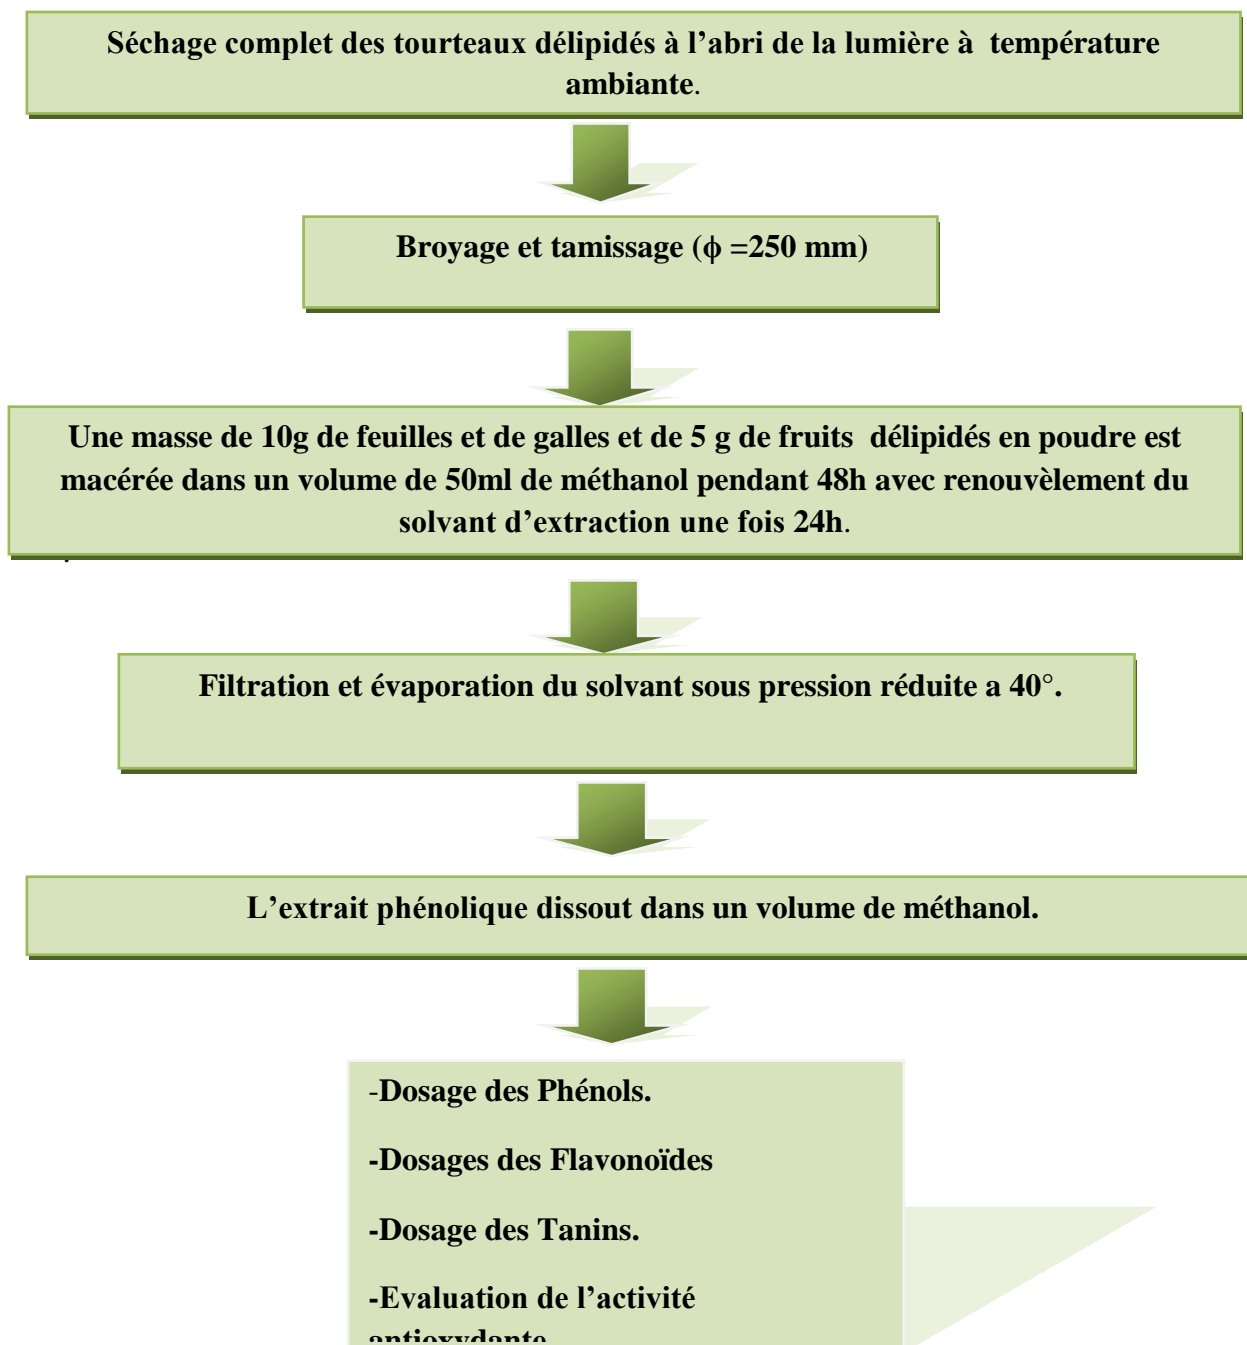 Séchage complet des tourteaux délipidés à l’abri de la lumière à température
ambiante.
Broyage et tamissage (ϕ =250 mm)
Une masse de 10g de feuilles et de galles et de 5 g de fruits délipidés en poudre est
macérée dans un volume de 50ml de méthanol pendant 48h avec renouvèlement du
solvant d’extraction une fois 24h.
.
Filtration et évaporation du solvant sous pression réduite a 40°.
L’extrait phénolique dissout dans un volume de méthanol.
-Dosage des Phénols.
-Dosages des Flavonoïdes
-Dosage des Tanins.
-Evaluation de l’activité
antioxydante